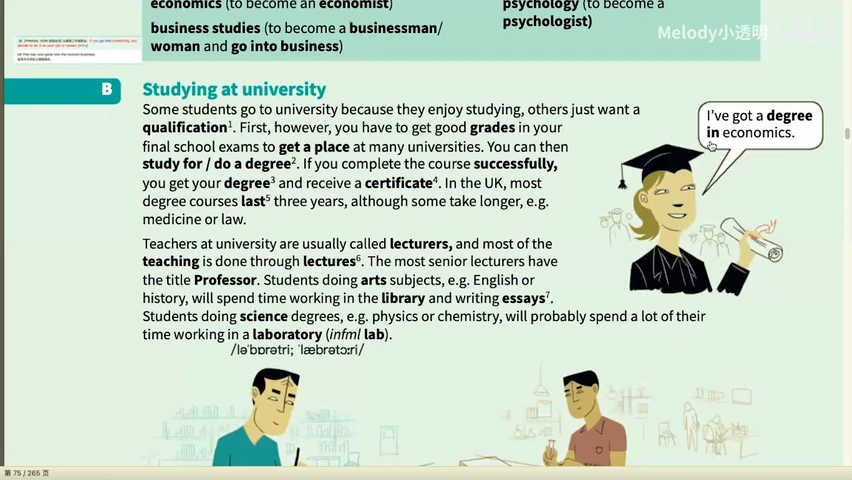 economics (to become an economist)
business studies (to become a businessman/
woman and go into business)
psychology (to become a
psychologist)
Melody小透明
B
Studying at university
Some students go to university because they enjoy studying, others just want a
qualification1. First, however, you have to get good grades in your
final school exams to get a place at many universities. You can then
study for / do a degree2. If you complete the course successfully,
you get your degree3 and receive a certificate4. In the UK, most
degree courses last5 three years, although some take longer, e.g.
medicine or law.
I've got a degree
in economics.
Teachers at university are usually called lecturers, and most of the
teaching is done through lectures6. The most senior lecturers have
the title Professor. Students doing arts subjects, e.g. English or
history, will spend time working in the library and writing essays7.
Students doing science degrees, e.g. physics or chemistry, will probably spend a lot of their
time working in a laboratory (infml lab).
/ləˈbɒrətri; ˈlæbrətɔːri/
第 75 / 265 页